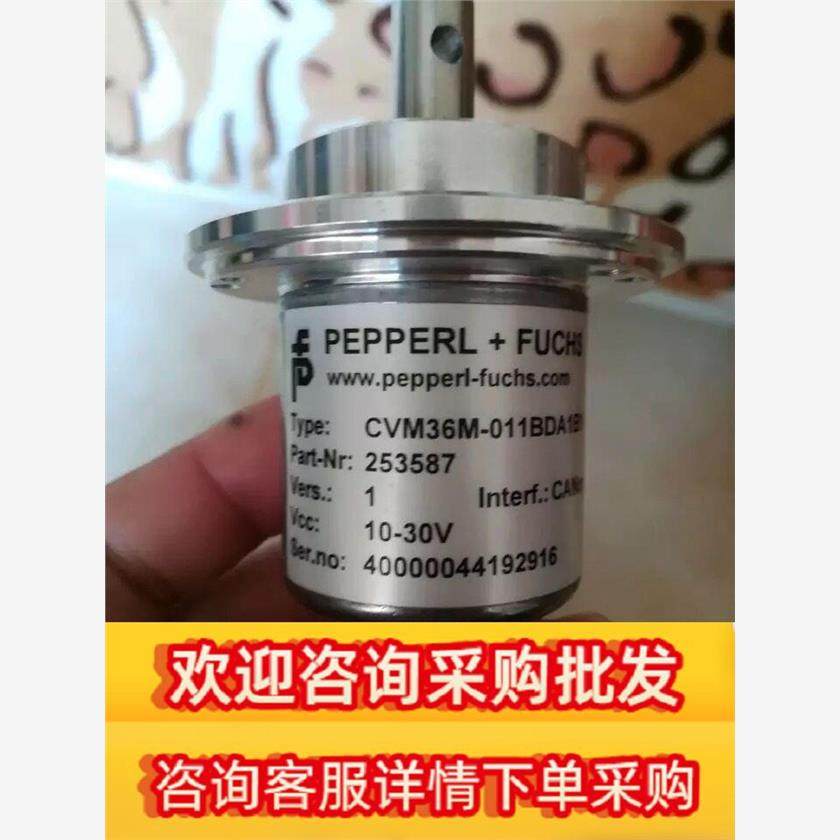 PEPPERL + FUCHS
www.pepperl-fuchs.com
Type: CVM36M-011BDA1B
Part-Nr: 253587
Vers.: 1 Interf.: CAN
Vcc: 10-30V
Ser.no: 40000044192916
欢迎咨询采购批发
咨询客服详情下单采购